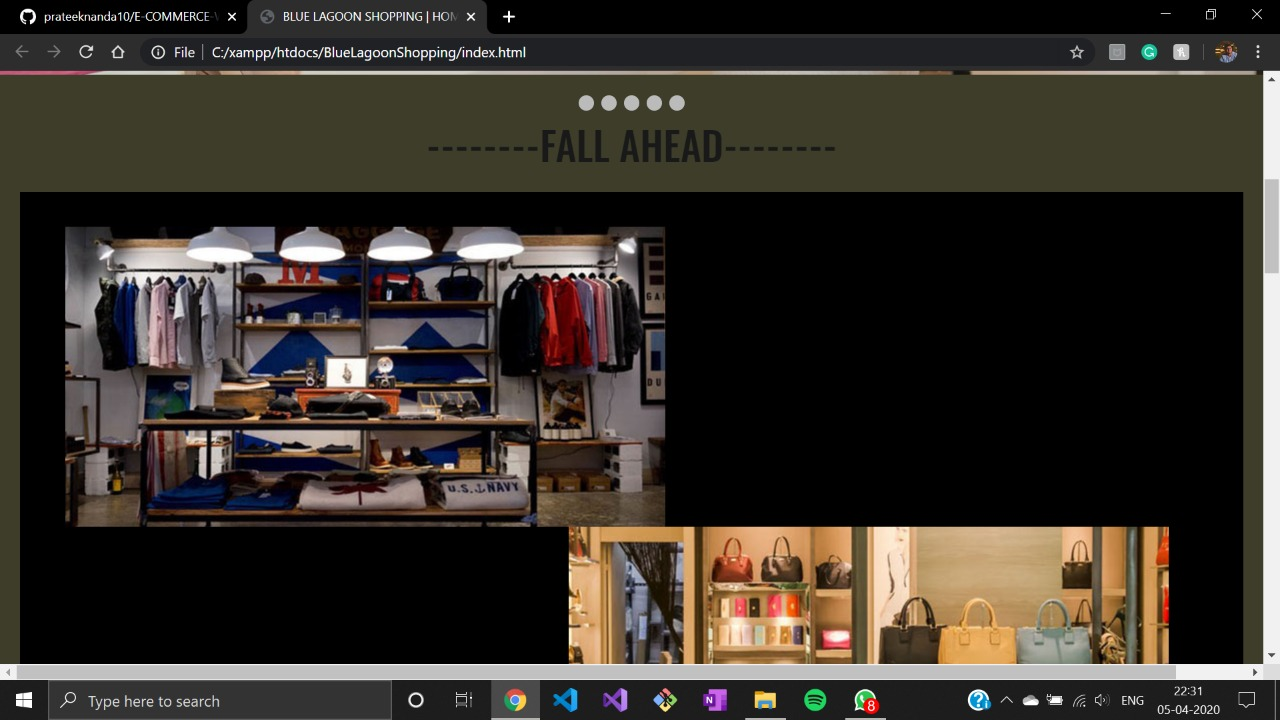 prateeknanda10/E-COMMERCE-
BLUE LAGOON SHOPPING | HOM
File
C:/xampp/htdocs/BlueLagoonShopping/index.html
--------FALL AHEAD--------
M
U.S. NAVY
Type here to search
8
ENG
22:31
05-04-2020